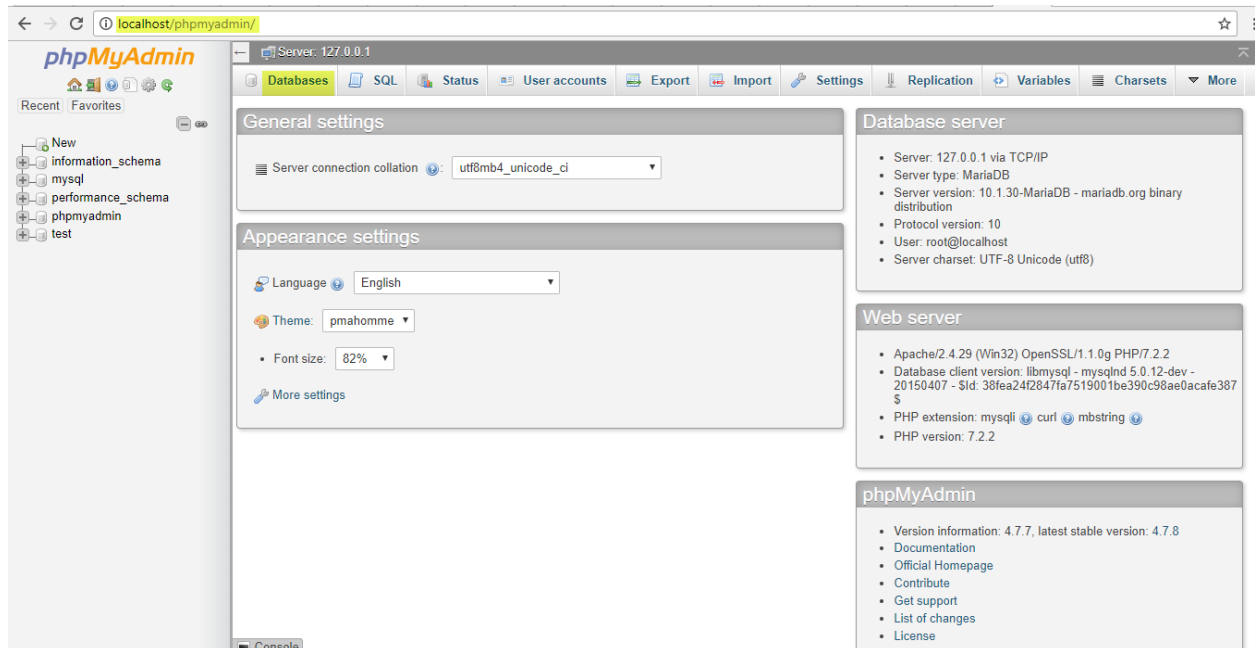 localhost/phpmyadmin/
phpMyAdmin
Recent Favorites
New
information_schema
mysql
performance_schema
phpmyadmin
test
Server: 127.0.0.1
Databases SQL Status User accounts Export Import Settings Replication Variables Charsets More
General settings
Server connection collation : utf8mb4_unicode_ci
Appearance settings
Language English
Theme: pmahomme
Font size: 82%
More settings
Database server
Server: 127.0.0.1 via TCP/IP
Server type: MariaDB
Server version: 10.1.30-MariaDB - mariadb.org binary
distribution
Protocol version: 10
User: root@localhost
Server charset: UTF-8 Unicode (utf8)
Web server
Apache/2.4.29 (Win32) OpenSSL/1.1.0g PHP/7.2.2
Database client version: libmysql - mysqlnd 5.0.12-dev -
20150407 - $Id: 38fea24f2847fa7519001be390c98ae0acafe387
$
PHP extension: mysqli curl mbstring
PHP version: 7.2.2
phpMyAdmin
Version information: 4.7.7, latest stable version: 4.7.8
Documentation
Official Homepage
Contribute
Get support
List of changes
License
Console